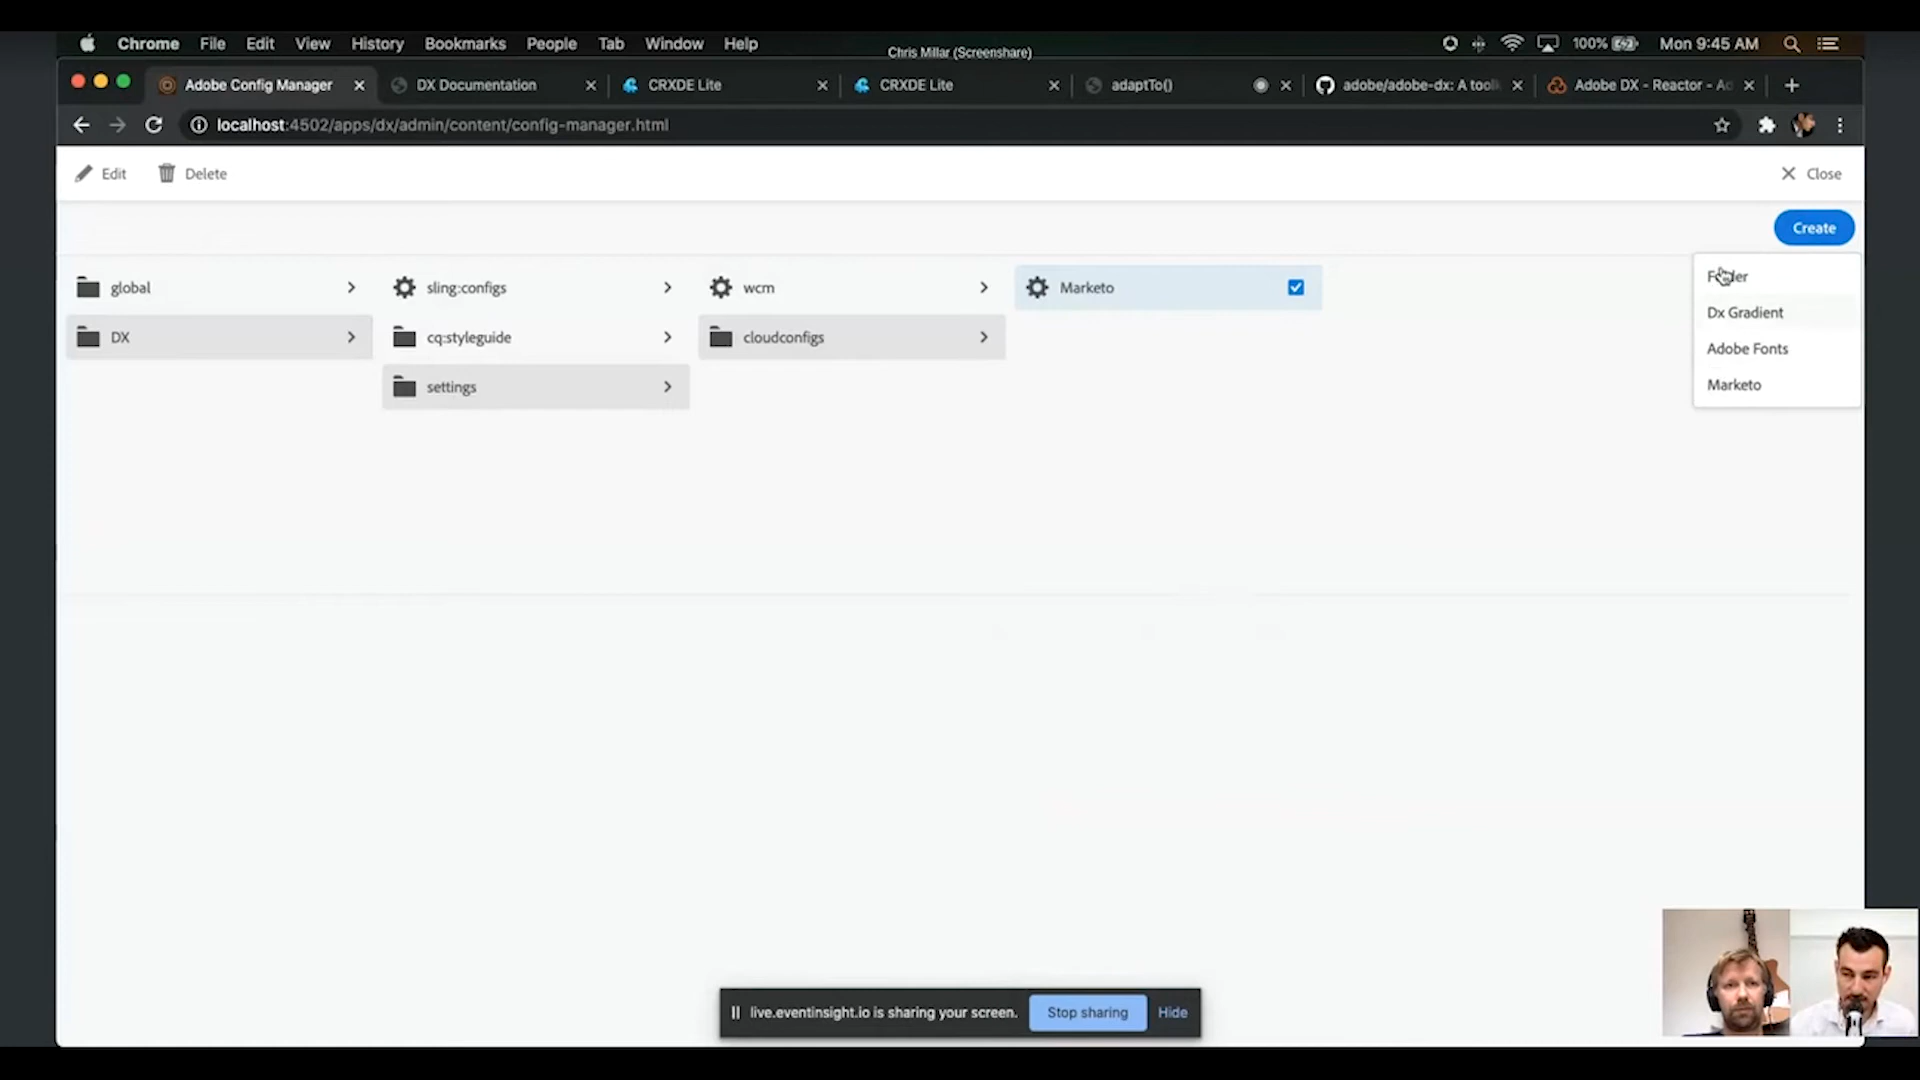 Chrome File Edit View History Bookmarks People Tab Window Help
Chris Millar (Screenshare)
100% Mon 9:45 AM
Adobe Config Manager
DX Documentation
CRXDE Lite
CRXDE Lite
adaptTo()
adobe/adobe-dx: A tool
Adobe DX - Reactor - Ad
localhost:4502/apps/dx/admin/content/config-manager.html
Edit
Delete
Close
Create
global
sling:configs
wcm
Marketo
Folder
Dx Gradient
DX
cq:styleguide
cloudconfigs
Adobe Fonts
settings
Marketo
live.eventinsight.io is sharing your screen.
Stop sharing
Hide